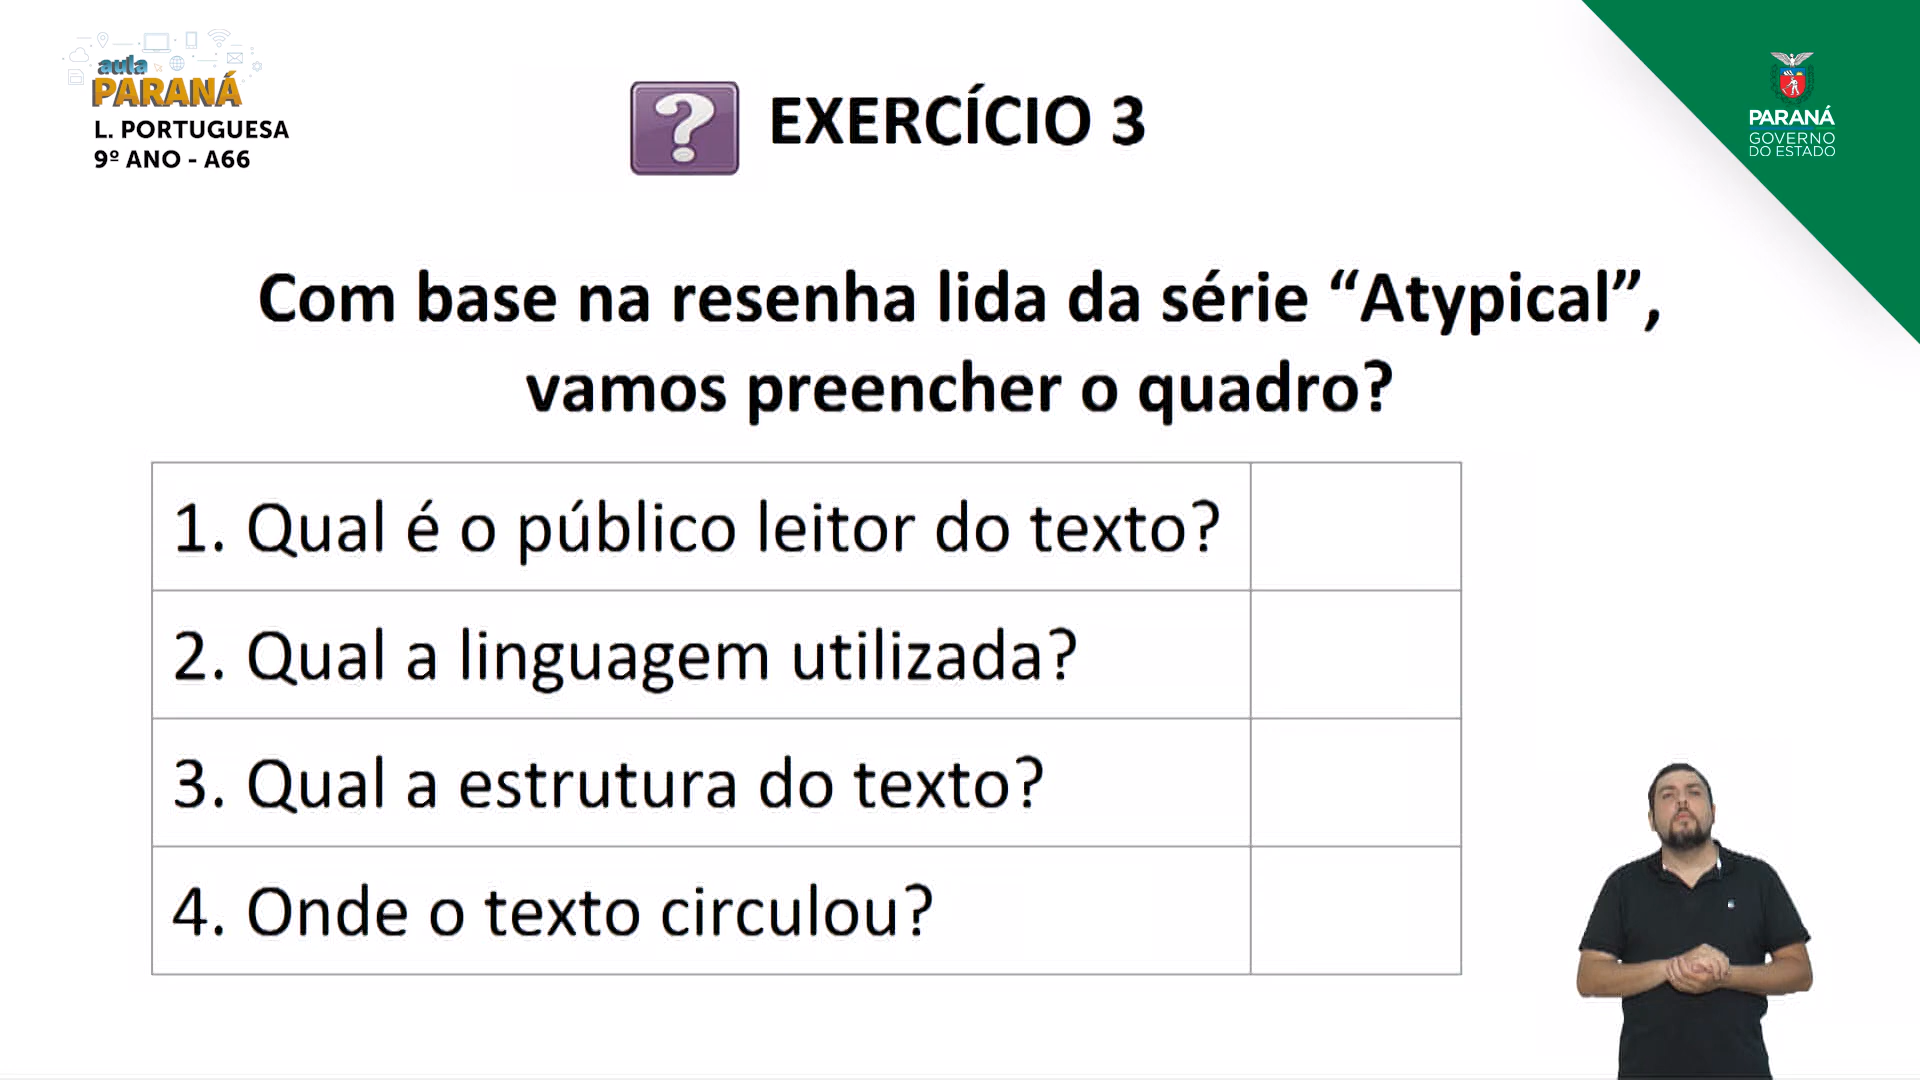 aula
PARANÁ
L. PORTUGUESA
9º ANO - A66
? EXERCÍCIO 3
PARANÁ
GOVERNO
DO ESTADO
Com base na resenha lida da série “Atypical”,
vamos preencher o quadro?
1. Qual é o público leitor do texto?
2. Qual a linguagem utilizada?
3. Qual a estrutura do texto?
4. Onde o texto circulou?